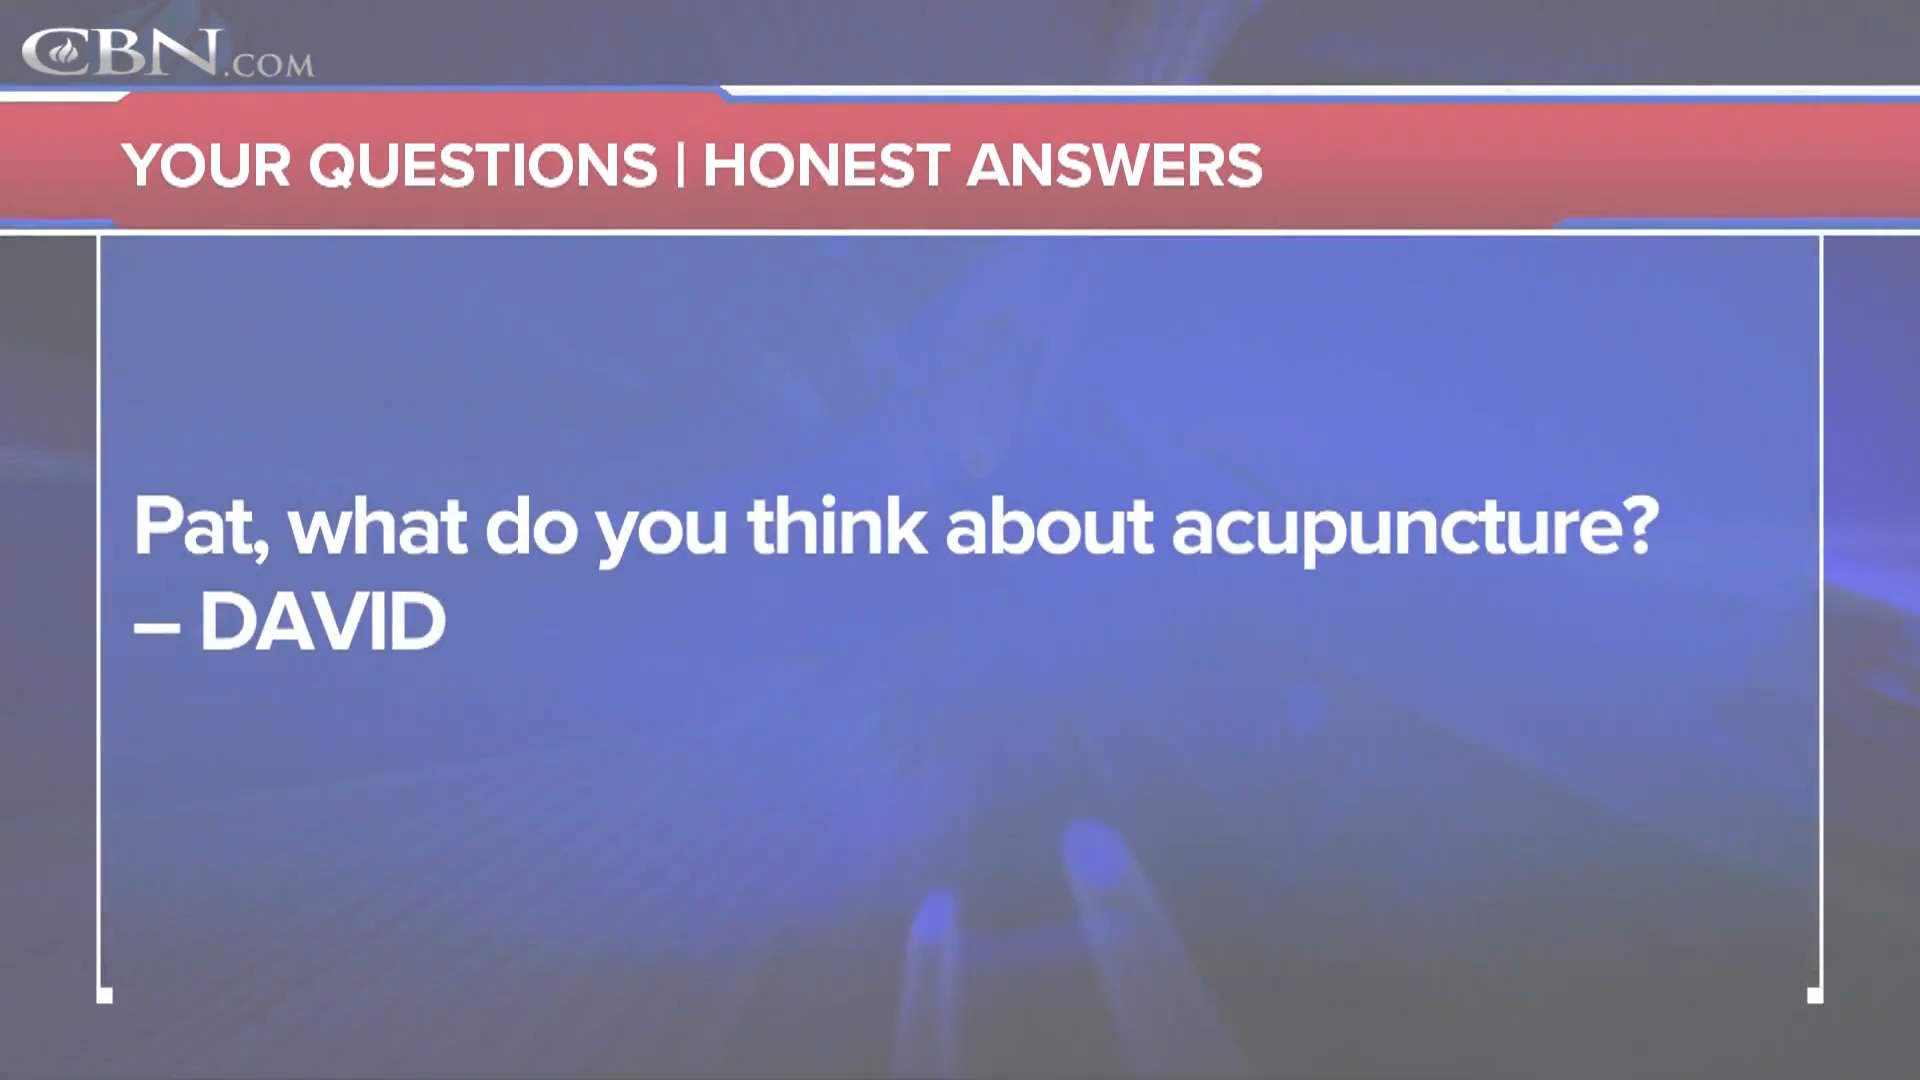 CBN.COM
YOUR QUESTIONS | HONEST ANSWERS
Pat, what do you think about acupuncture?
– DAVID